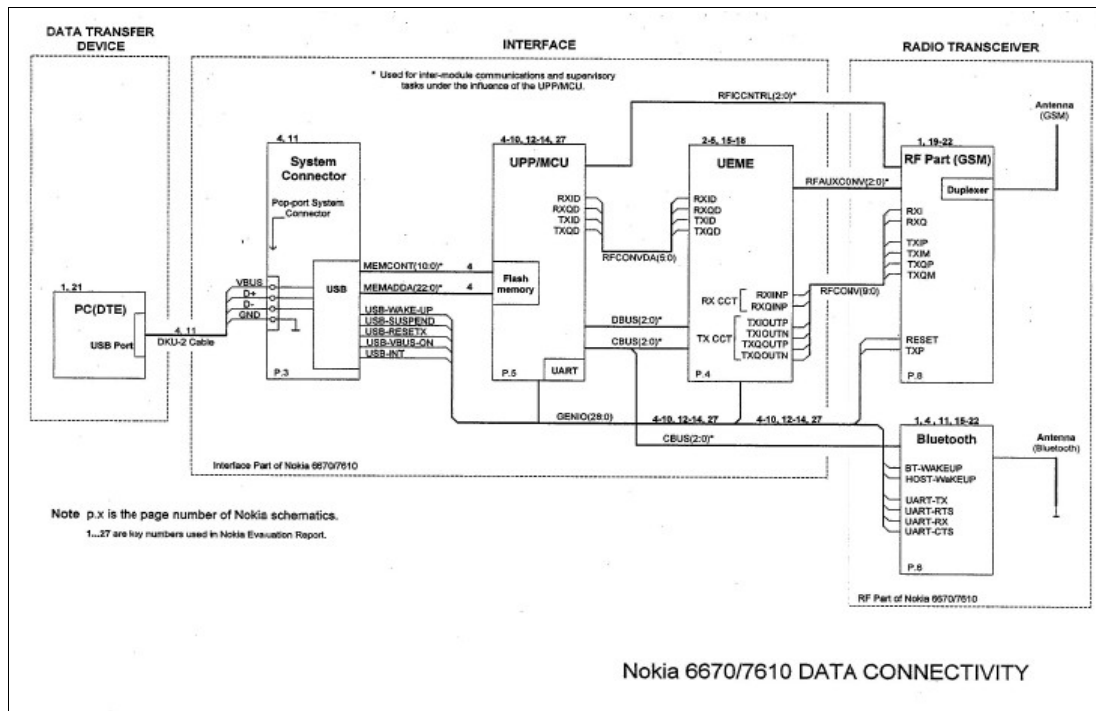 DATA TRANSFER
DEVICE
INTERFACE
RADIO TRANSCEIVER
* Used for inter-module communications and supervisory
tasks under the influence of the UPP/MCU.
RFICCNTRL(2:0)*
Antenna
(GSM)
4, 11
System
Connector
Pop-port System
Connector
4-10, 12-14, 27
UPP/MCU
2-5, 15-18
UEME
1, 19-22
RF Part (GSM)
Duplexer
RFAUXCONV(2:0)*
RXID
RXQD
TXID
TXQD
RXID
RXQD
TXID
TXQD
RFCONVDA(5:0)
RXI
RXQ
TXIP
TXIM
TXQP
TXQM
MEMCONT(10:0)*
4
MEMADDA(22:0)*
4
Flash
memory
VBUS
D+
D-
GND
USB
USB-WAKE-UP
USB-SUSPEND
USB-RESETX
USB-VBUS-ON
USB-INT
RX CCT
RXIINP
RXQINP
RFCONV(9:0)
TX CCT
TXIOUTP
TXIOUTN
TXQOUTP
TXQOUTN
DBUS(2:0)*
CBUS(2:0)*
RESET
TXP
1, 21
PC(DTE)
USB Port
4, 11
DKU-2 Cable
P.3
P.5
UART
P.4
P.8
GENIO(28:0)
4-10, 12-14, 27
4-10, 12-14, 27
CBUS(2:0)*
1, 4 , 11, 15-22
Bluetooth
Antenna
(Bluetooth)
BT-WAKEUP
HOST-WaKEUP
UART-TX
UART-RTS
UART-RX
UART-CTS
P.6
Interface Part of Nokia 6670/7610
RF Part of Nokia 6670/7610
Note p.x is the page number of Nokia schematics.
1...27 are key numbers used in Nokia Evaluation Report.
Nokia 6670/7610 DATA CONNECTIVITY